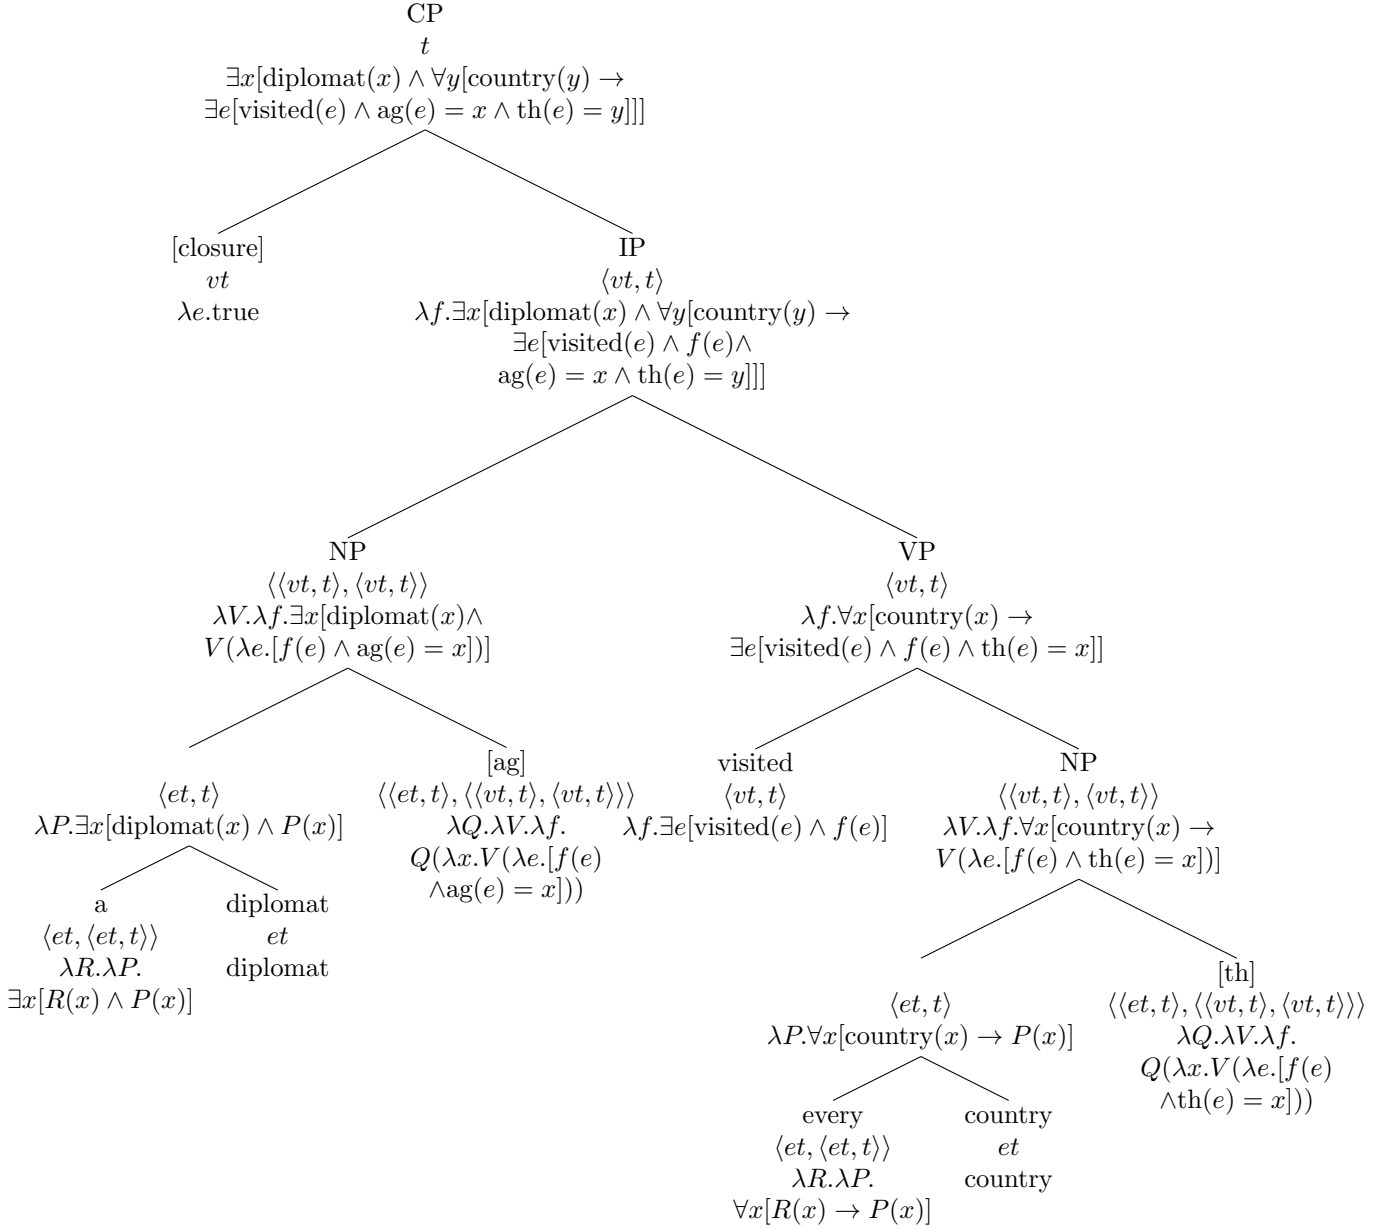 CP
t
∃x[diplomat(x) ∧ ∀y[country(y) →
∃e[visited(e) ∧ ag(e) = x ∧ th(e) = y]]]
[closure]
vt
λe.true
IP
⟨vt, t⟩
λf.∃x[diplomat(x) ∧ ∀y[country(y) →
∃e[visited(e) ∧ f(e)∧
ag(e) = x ∧ th(e) = y]]]
NP
⟨⟨vt, t⟩, ⟨vt, t⟩⟩
λV.λf.∃x[diplomat(x)∧
V(λe.[f(e) ∧ ag(e) = x])]
VP
⟨vt, t⟩
λf.∀x[country(x) →
∃e[visited(e) ∧ f(e) ∧ th(e) = x]]
⟨et, t⟩
λP.∃x[diplomat(x) ∧ P(x)]
[ag]
⟨⟨et, t⟩, ⟨⟨vt, t⟩, ⟨vt, t⟩⟩⟩
λQ.λV.λf.
Q(λx.V(λe.[f(e)
∧ag(e) = x]))
visited
⟨vt, t⟩
λf.∃e[visited(e) ∧ f(e)]
NP
⟨⟨vt, t⟩, ⟨vt, t⟩⟩
λV.λf.∀x[country(x) →
V(λe.[f(e) ∧ th(e) = x])]
a
⟨et, ⟨et, t⟩⟩
λR.λP.
∃x[R(x) ∧ P(x)]
diplomat
et
diplomat
⟨et, t⟩
λP.∀x[country(x) → P(x)]
[th]
⟨⟨et, t⟩, ⟨⟨vt, t⟩, ⟨vt, t⟩⟩⟩
λQ.λV.λf.
Q(λx.V(λe.[f(e)
∧th(e) = x]))
every
⟨et, ⟨et, t⟩⟩
λR.λP.
∀x[R(x) → P(x)]
country
et
country